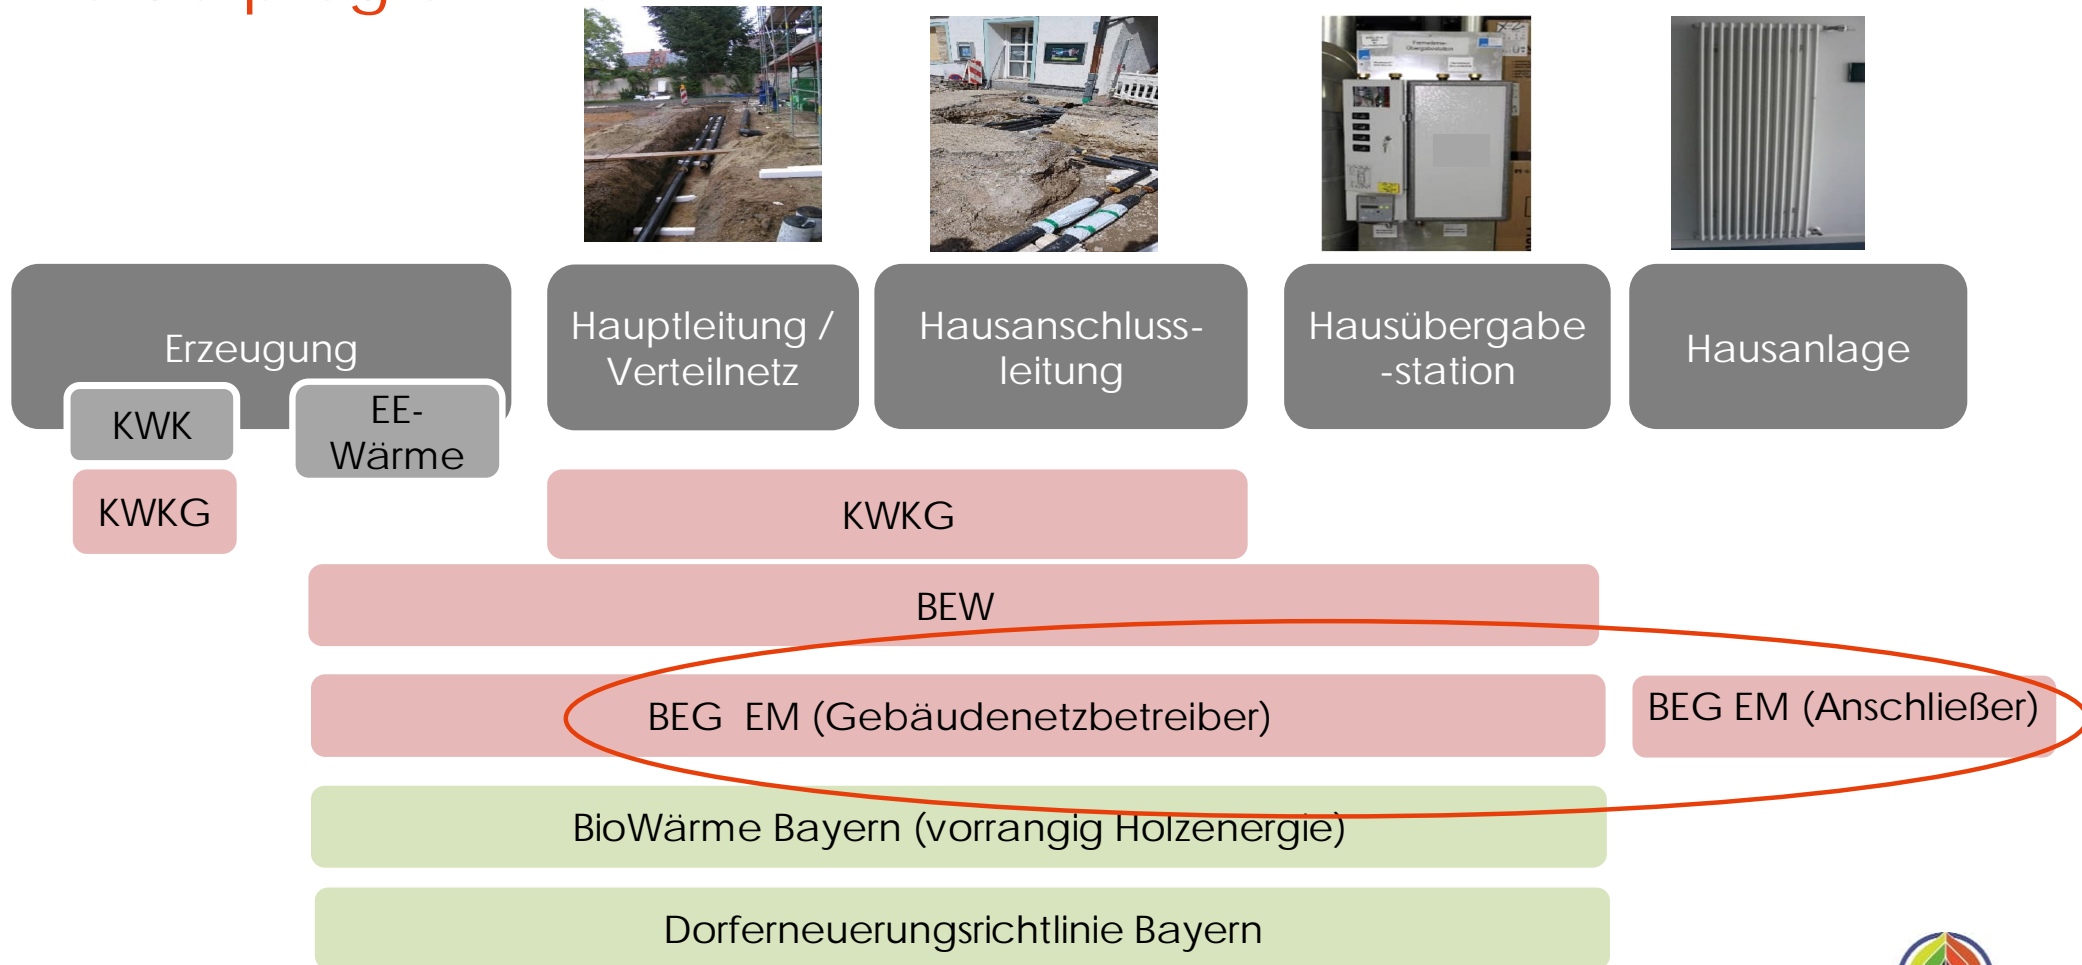 Erzeugung
KWK
EE-
Wärme
Hauptleitung /
Verteilnetz
Hausanschluss-
leitung
Hausübergabe
-station
Hausanlage
KWKG
KWKG
BEW
BEG EM (Gebäudenetzbetreiber)
BEG EM (Anschließer)
BioWärme Bayern (vorrangig Holzenergie)
Dorferneuerungsrichtlinie Bayern